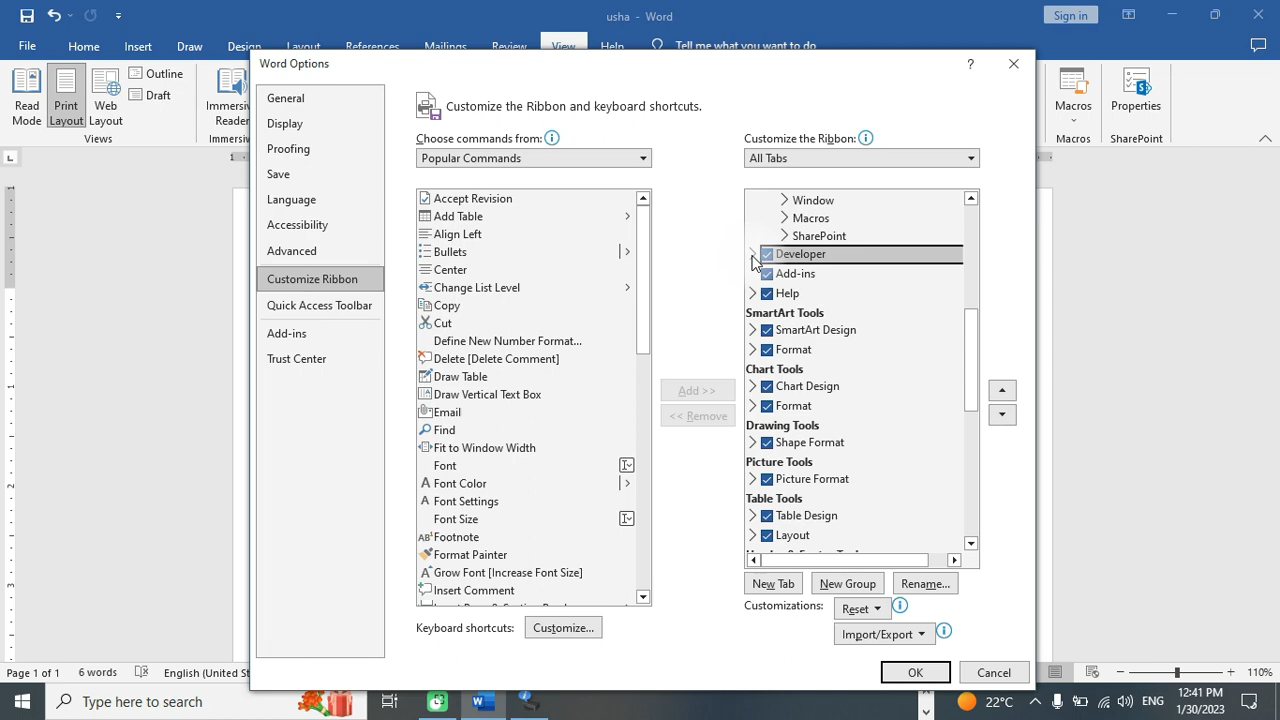 usha - Word
Sign in
File Home Insert Draw Design Layout References Mailings Review View Help Tell me what you want to do
Read Mode
Print Layout
Web Layout
Outline
Draft
Views
Immersive Reader
Macros
Macros
Properties
SharePoint
Word Options
?
General
Display
Proofing
Save
Language
Accessibility
Advanced
Customize Ribbon
Quick Access Toolbar
Add-ins
Trust Center
Customize the Ribbon and keyboard shortcuts.
Choose commands from:
Popular Commands
Accept Revision
Add Table
Align Left
Bullets
Center
Change List Level
Copy
Cut
Define New Number Format...
Delete [Delete Comment]
Draw Table
Draw Vertical Text Box
Email
Find
Fit to Window Width
Font
Font Color
Font Settings
Font Size
Footnote
Format Painter
Grow Font [Increase Font Size]
Insert Comment
Keyboard shortcuts: Customize...
Add >>
<< Remove
Customize the Ribbon:
All Tabs
Window
Macros
SharePoint
Developer
Add-ins
Help
SmartArt Tools
SmartArt Design
Format
Chart Tools
Chart Design
Format
Drawing Tools
Shape Format
Picture Tools
Picture Format
Table Tools
Table Design
Layout
New Tab New Group Rename...
Customizations: Reset
Import/Export
OK Cancel
Page 1 of 1 6 words English (United St
110%
Type here to search
22°C
ENG
12:41 PM
1/30/2023